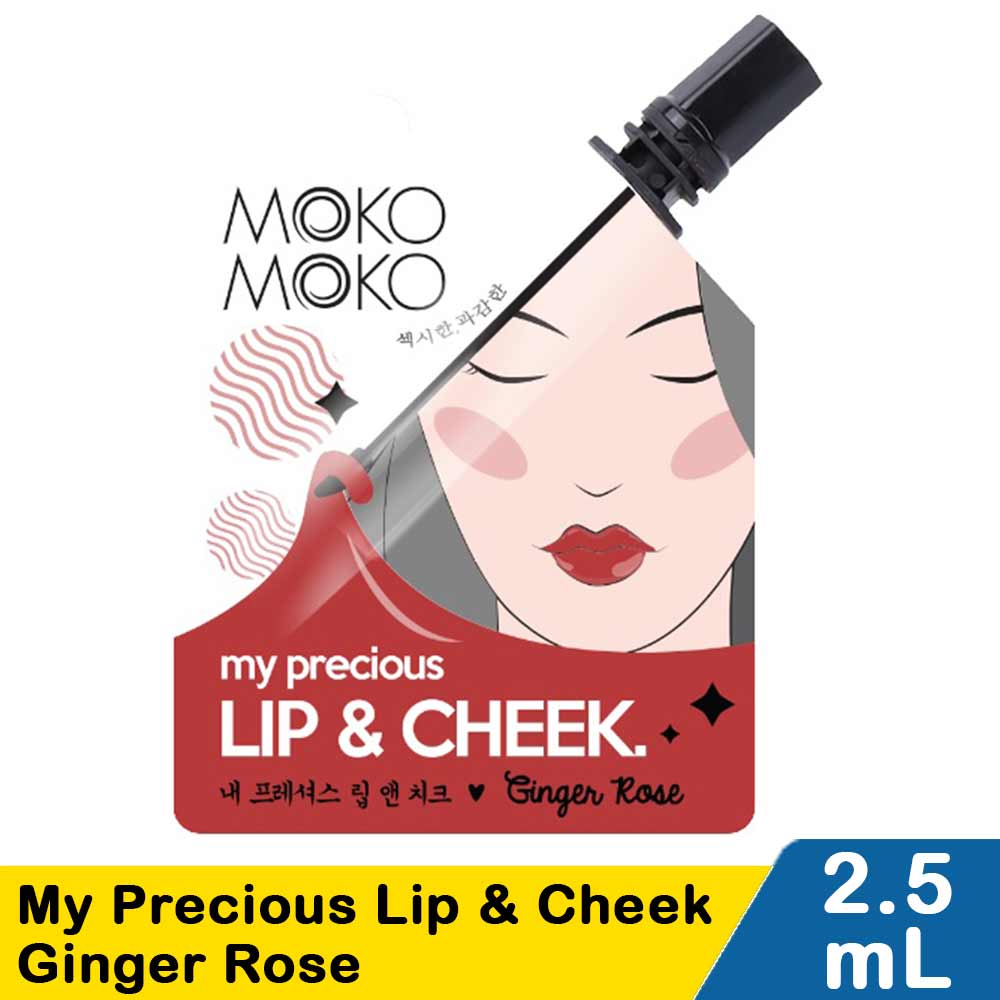 MOKO
MOKO
섹시한,과감한
my precious
LIP & CHEEK.
내 프레셔스 립 앤 치크 ♥ Ginger Rose
My Precious Lip & Cheek
Ginger Rose
2.5
mL